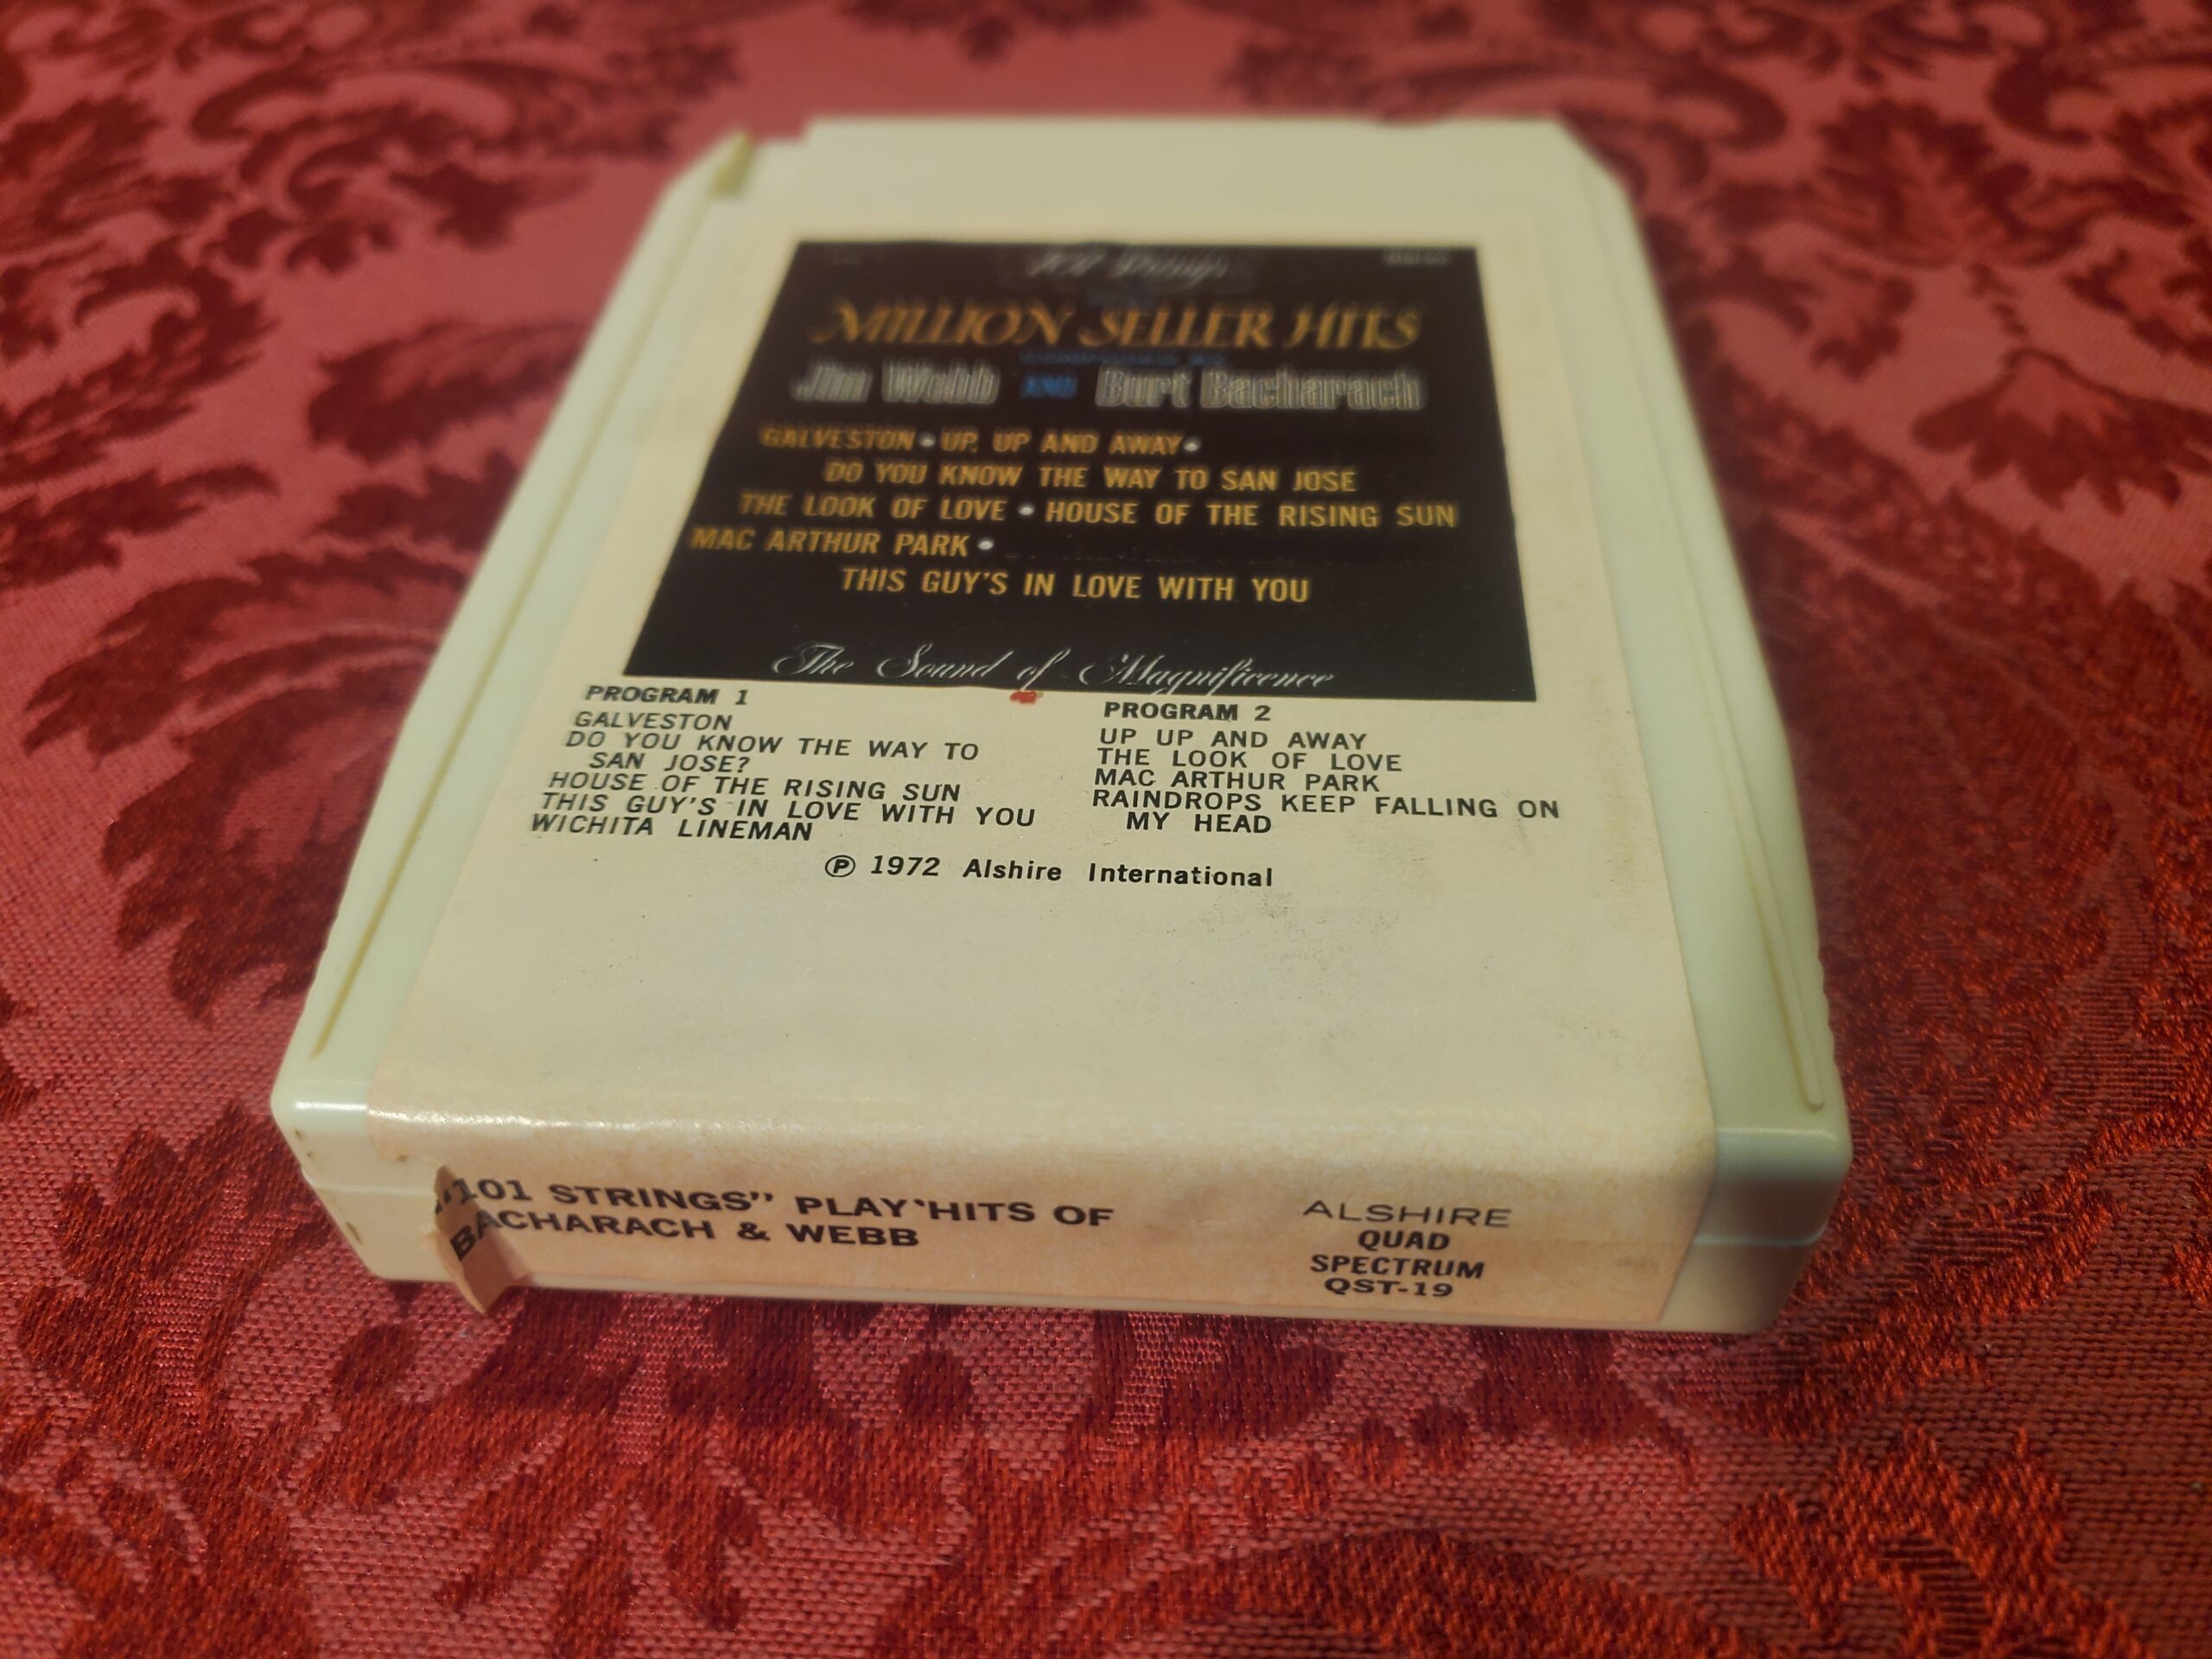 101 Strings
MILLION SELLER HITS
COMPOSED BY
Jim Webb AND Burt Bacharach
GALVESTON • UP, UP AND AWAY •
DO YOU KNOW THE WAY TO SAN JOSE
THE LOOK OF LOVE • HOUSE OF THE RISING SUN
MAC ARTHUR PARK •
THIS GUY'S IN LOVE WITH YOU
The Sound of Magnificence
PROGRAM 1
GALVESTON
DO YOU KNOW THE WAY TO
SAN JOSE?
HOUSE OF THE RISING SUN
THIS GUY'S IN LOVE WITH YOU
WICHITA LINEMAN
PROGRAM 2
UP UP AND AWAY
THE LOOK OF LOVE
MAC ARTHUR PARK
RAINDROPS KEEP FALLING ON
MY HEAD
℗ 1972 Alshire International
"101 STRINGS" PLAY 'HITS OF
BACHARACH & WEBB
ALSHIRE
QUAD
SPECTRUM
QST-19